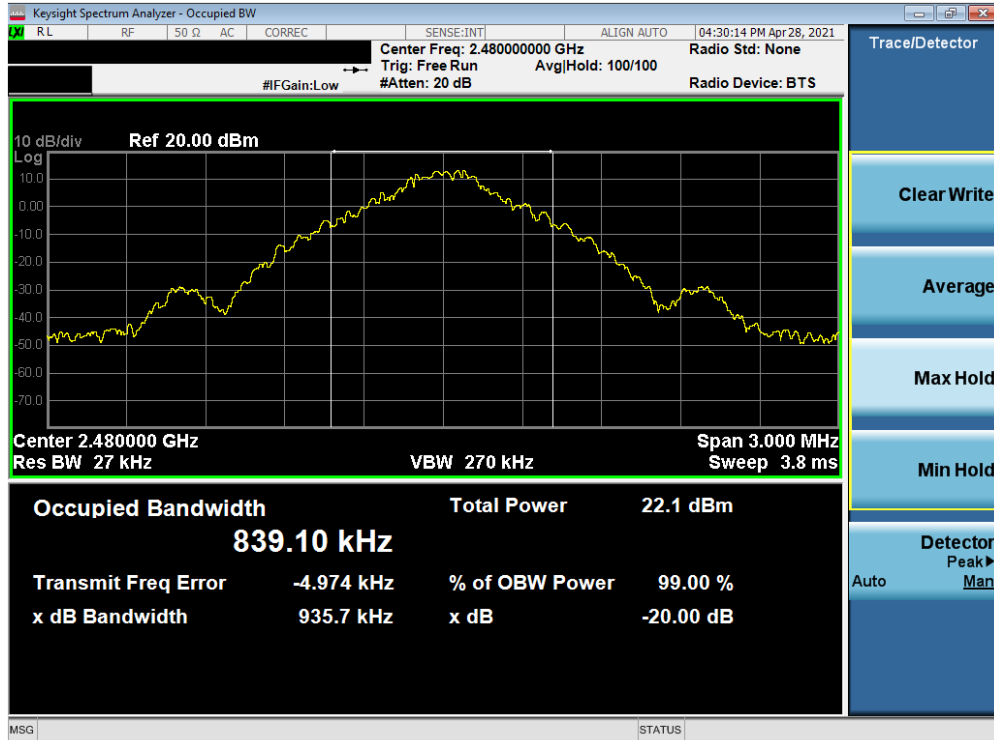 Keysight Spectrum Analyzer - Occupied BW
LXI RL RF 50 Ω AC CORREC SENSE:INT ALIGN AUTO 04:30:14 PM Apr 28, 2021
Center Freq: 2.480000000 GHz Radio Std: None
Trig: Free Run Avg|Hold: 100/100
#IFGain:Low #Atten: 20 dB Radio Device: BTS
Trace/Detector
10 dB/div Ref 20.00 dBm
Log
10.0
0.00
-10.0
-20.0
-30.0
-40.0
-50.0
-60.0
-70.0
Center 2.480000 GHz Span 3.000 MHz
Res BW 27 kHz VBW 270 kHz Sweep 3.8 ms
Occupied Bandwidth Total Power 22.1 dBm
839.10 kHz
Transmit Freq Error -4.974 kHz % of OBW Power 99.00 %
x dB Bandwidth 935.7 kHz x dB -20.00 dB
Clear Write
Average
Max Hold
Min Hold
Detector
Peak▶
Auto Man
MSG STATUS